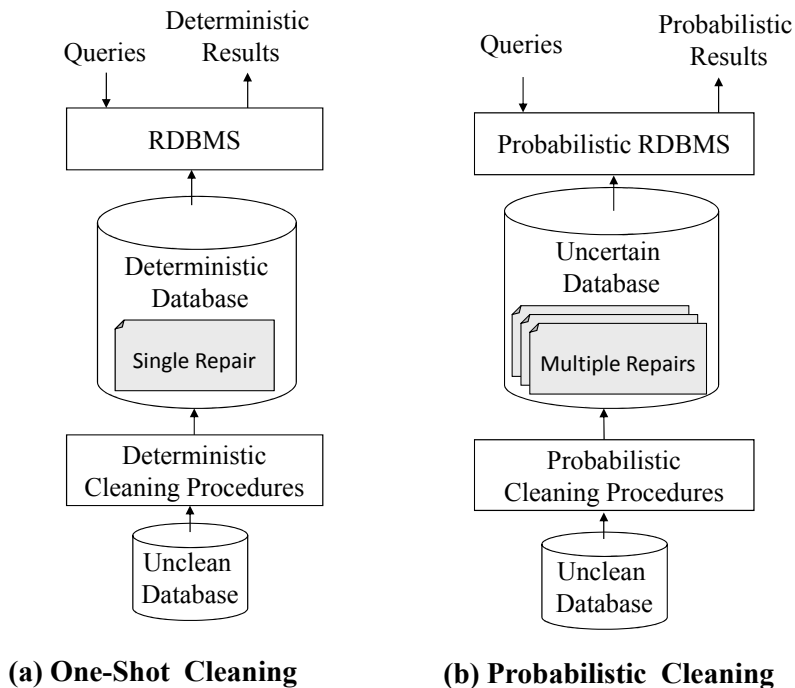 Deterministic
Results
Queries
RDBMS
Deterministic
Database
Single Repair
Deterministic
Cleaning Procedures
Unclean
Database
(a) One-Shot Cleaning
Probabilistic
Results
Queries
Probabilistic RDBMS
Uncertain
Database
Multiple Repairs
Probabilistic
Cleaning Procedures
Unclean
Database
(b) Probabilistic Cleaning